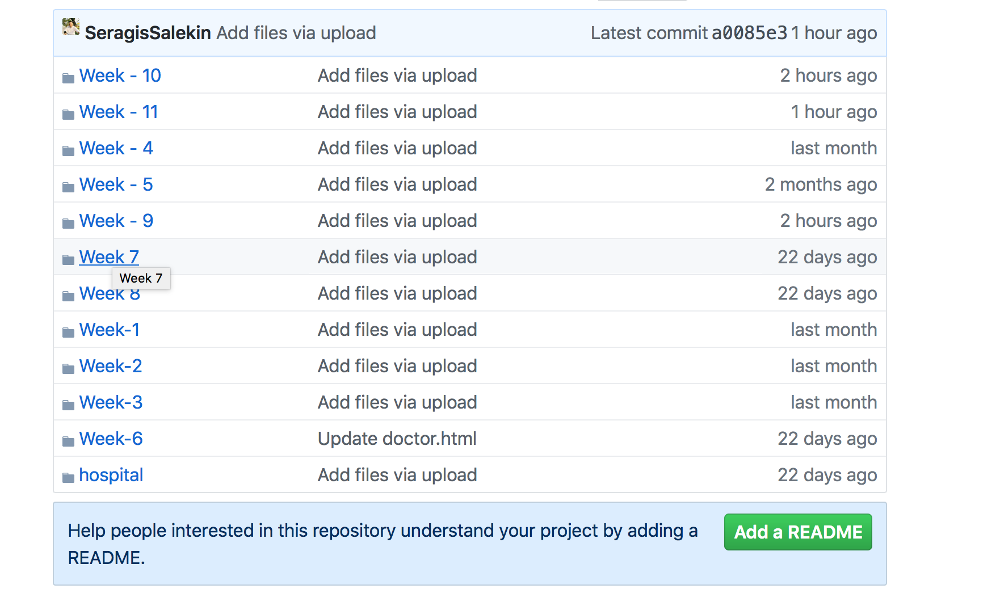 SeragisSalekin Add files via upload Latest commit a0085e3 1 hour ago
Week - 10 Add files via upload 2 hours ago
Week - 11 Add files via upload 1 hour ago
Week - 4 Add files via upload last month
Week - 5 Add files via upload 2 months ago
Week - 9 Add files via upload 2 hours ago
Week 7 Add files via upload 22 days ago
Week 7
Week 8 Add files via upload 22 days ago
Week-1 Add files via upload last month
Week-2 Add files via upload last month
Week-3 Add files via upload last month
Week-6 Update doctor.html 22 days ago
hospital Add files via upload 22 days ago
Help people interested in this repository understand your project by adding a
README.
Add a README